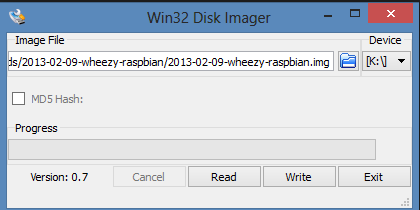 Win32 Disk Imager
Image File
Device
ds/2013-02-09-wheezy-raspbian/2013-02-09-wheezy-raspbian.img
[K:\]
MD5 Hash:
Progress
Version: 0.7
Cancel
Read
Write
Exit